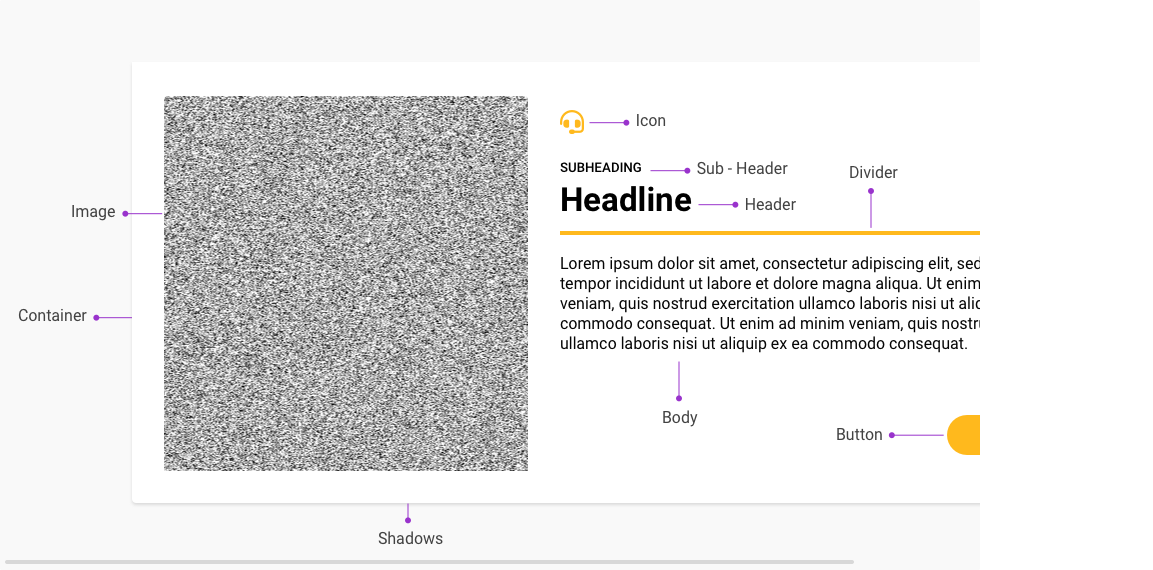 Icon
SUBHEADING
Sub - Header
Divider
Headline
Header
Image
Lorem ipsum dolor sit amet, consectetur adipiscing elit, sed
tempor incididunt ut labore et dolore magna aliqua. Ut enim
veniam, quis nostrud exercitation ullamco laboris nisi ut
commodo consequat. Ut enim ad minim veniam, quis
ullamco laboris nisi ut aliquip ex ea commodo consequat.
Container
Body
Button
Shadows